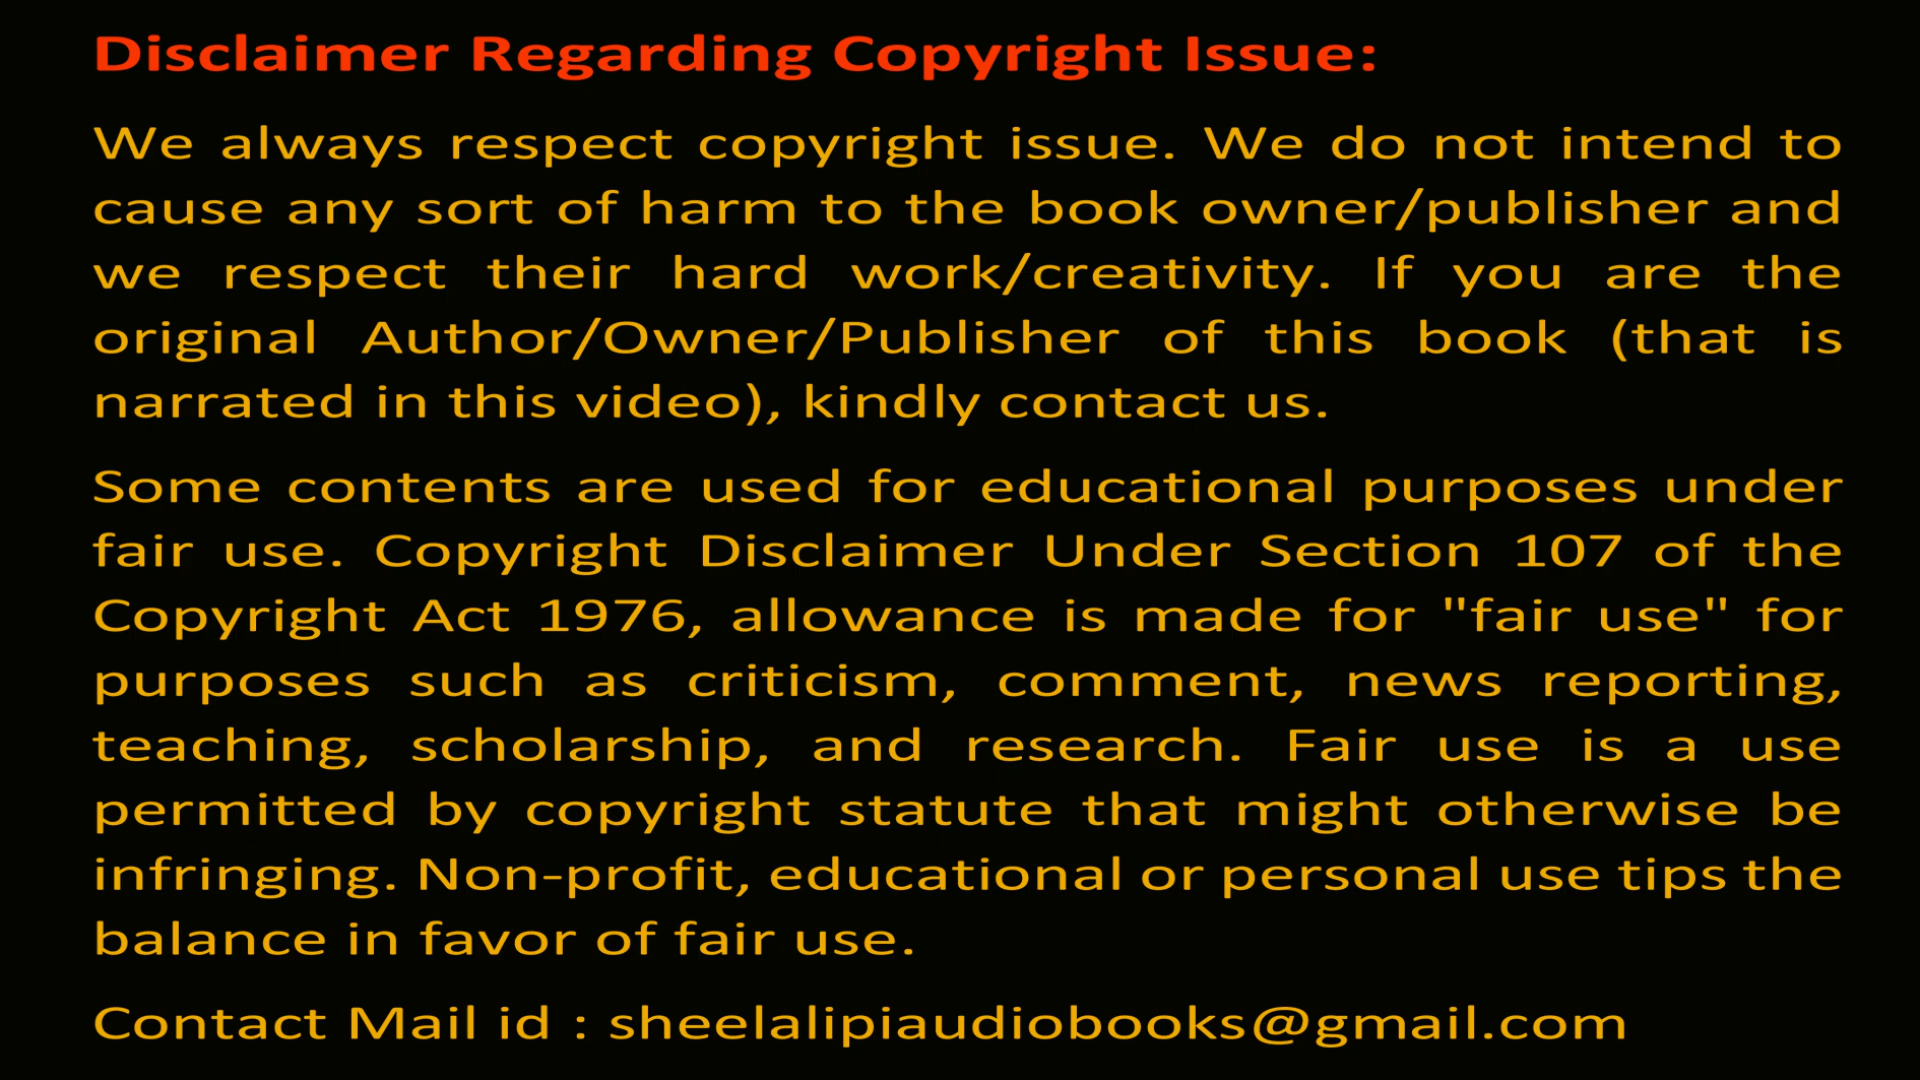 Disclaimer Regarding Copyright Issue:
We always respect copyright issue. We do not intend to
cause any sort of harm to the book owner/publisher and
we respect their hard work/creativity. If you are the
original Author/Owner/Publisher of this book (that is
narrated in this video), kindly contact us.
Some contents are used for educational purposes under
fair use. Copyright Disclaimer Under Section 107 of the
Copyright Act 1976, allowance is made for "fair use" for
purposes such as criticism, comment, news reporting,
teaching, scholarship, and research. Fair use is a use
permitted by copyright statute that might otherwise be
infringing. Non-profit, educational or personal use tips the
balance in favor of fair use.
Contact Mail id : sheelalipiaudiobooks@gmail.com